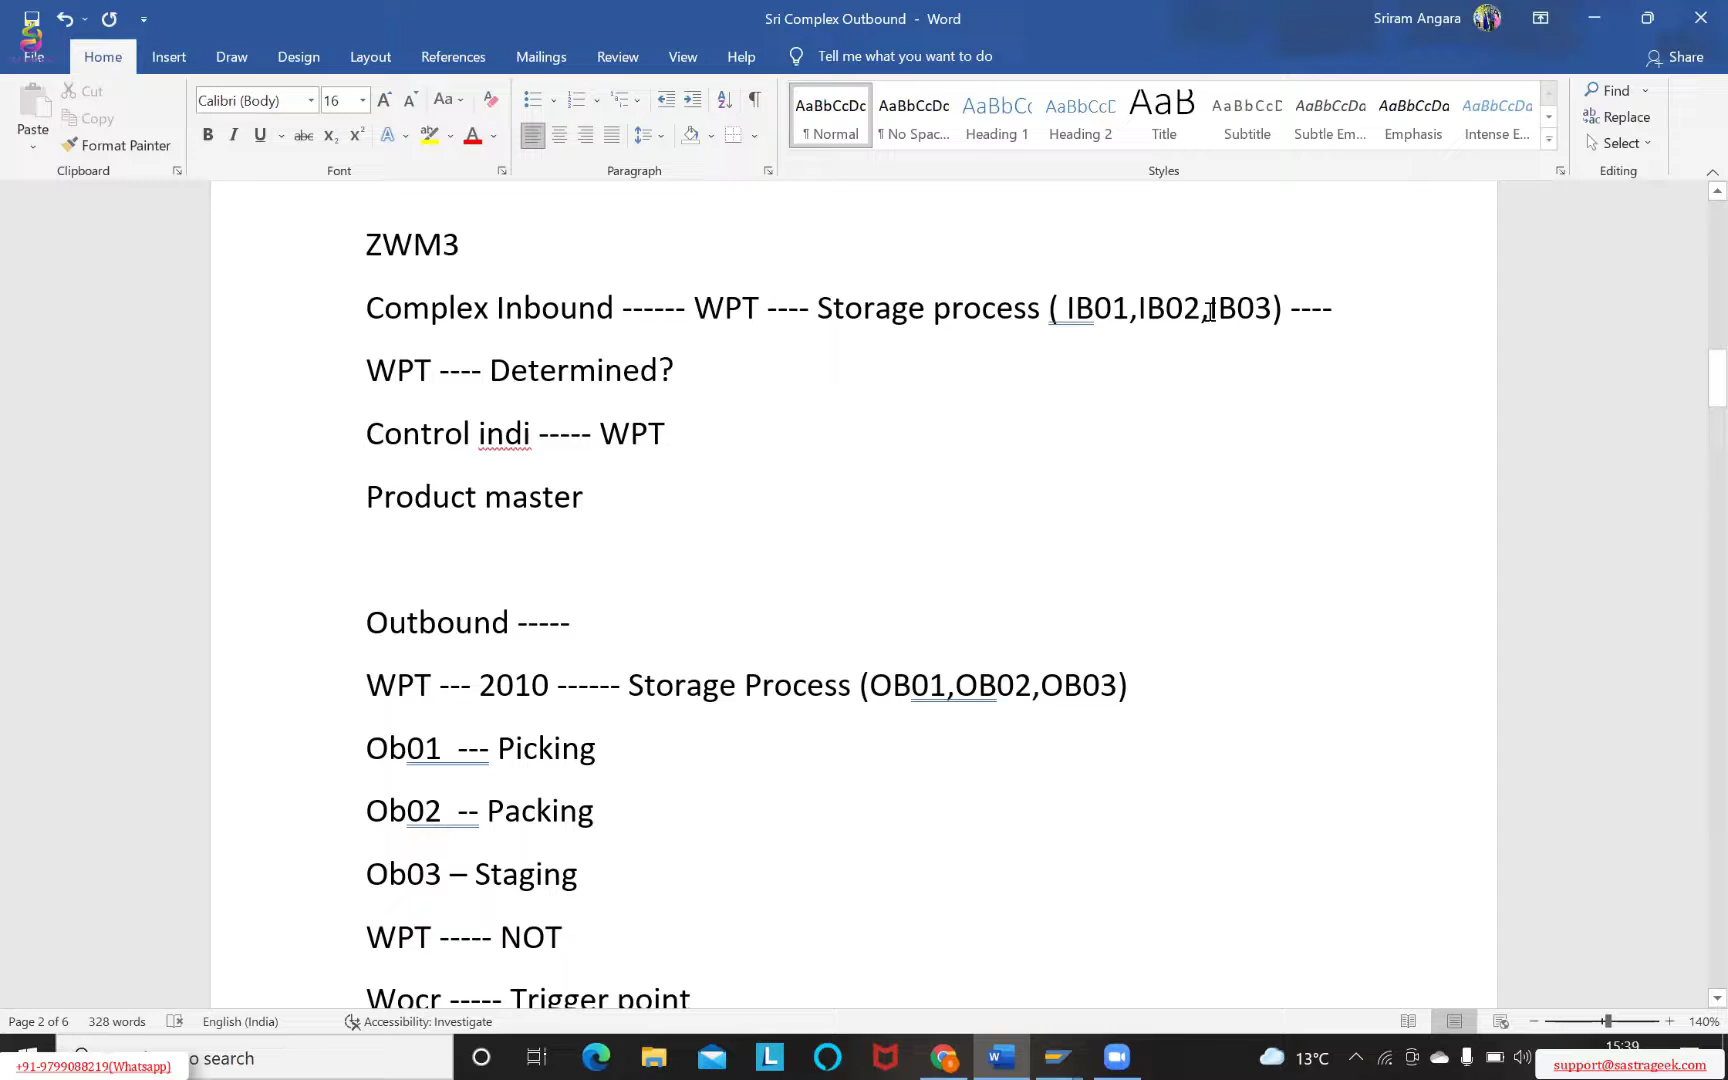 Sri Complex Outbound - Word
Sriram Angara
File Home Insert Draw Design Layout References Mailings Review View Help Tell me what you want to do Share
Paste
Cut
Copy
Format Painter
Clipboard
Calibri (Body) 16
Font
Paragraph
AaBbCcDc AaBbCcDc AaBbCc AaBbCcD AaB AaBbCcD AaBbCcDa AaBbCcDa AaBbCcDa
¶ Normal ¶ No Spac... Heading 1 Heading 2 Title Subtitle Subtle Em... Emphasis Intense E...
Styles
Find
Replace
Select
Editing
ZWM3
Complex Inbound ------ WPT ---- Storage process ( IB01,IB02,IB03) ----
WPT ---- Determined?
Control indi ----- WPT
Product master
Outbound -----
WPT --- 2010 ------ Storage Process (OB01,OB02,OB03)
Ob01 --- Picking
Ob02 -- Packing
Ob03 – Staging
WPT ----- NOT
Wocr ----- Trigger point
Page 2 of 6 328 words English (India) Accessibility: Investigate 140%
to search
13°C
15:39
+91-9799088219(Whatsapp)
support@sastrageek.com